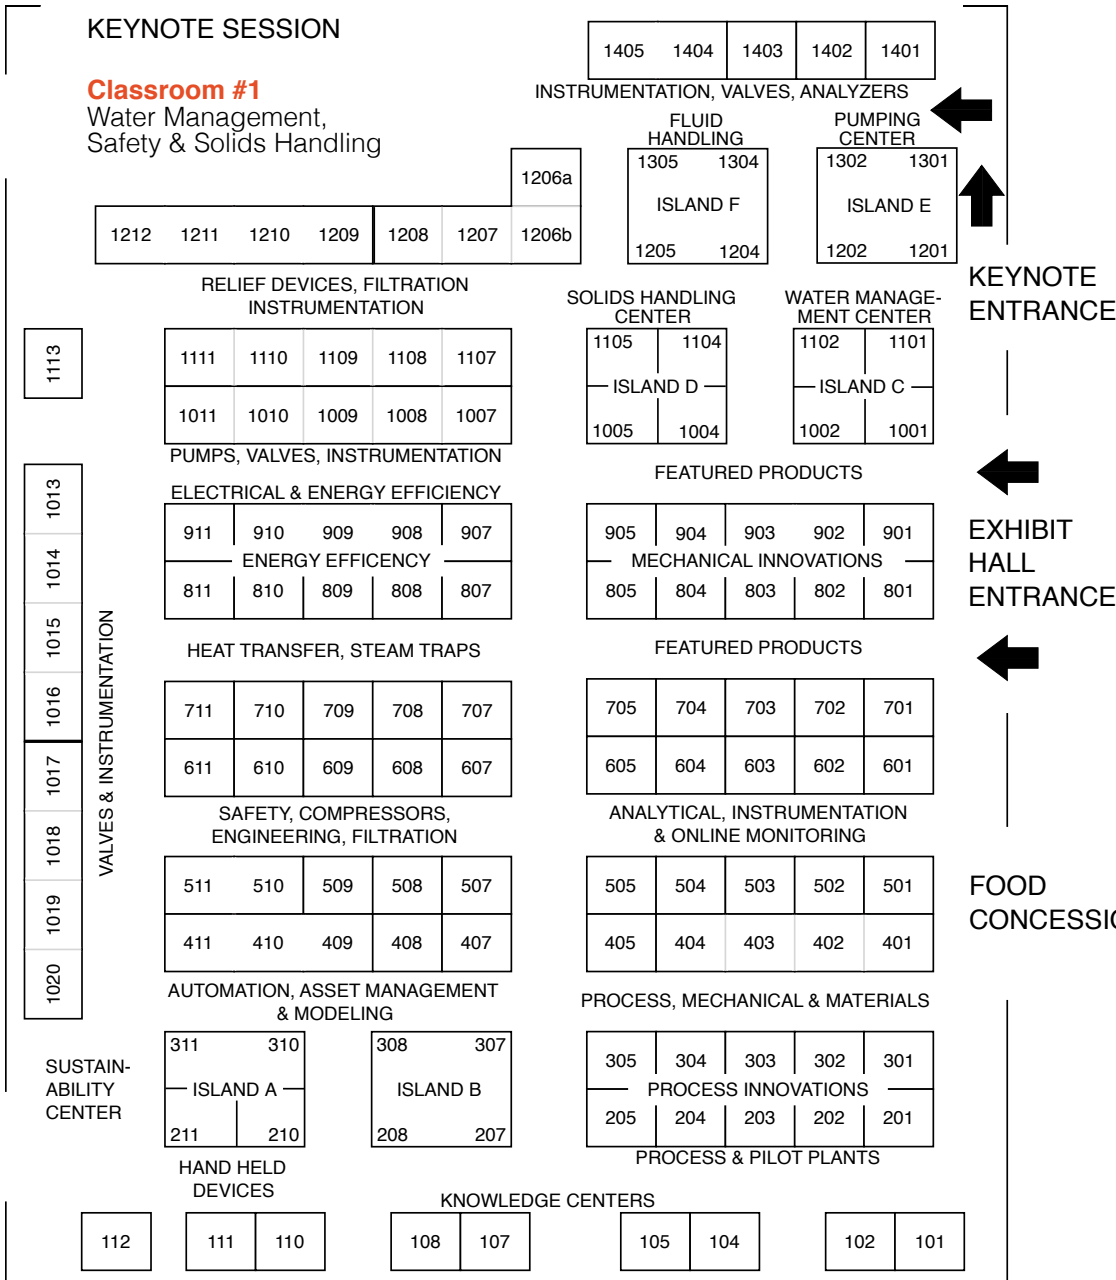 KEYNOTE SESSION
1405 1404 1403 1402 1401
Classroom #1
Water Management,
Safety & Solids Handling
INSTRUMENTATION, VALVES, ANALYZERS
FLUID
HANDLING
PUMPING
CENTER
1305 1304
ISLAND F
1205 1204
1302 1301
ISLAND E
1202 1201
1206a
1212 1211 1210 1209 1208 1207 1206b
KEYNOTE
ENTRANCE
RELIEF DEVICES, FILTRATION
INSTRUMENTATION
SOLIDS HANDLING
CENTER
WATER MANAGE-
MENT CENTER
1113
1111 1110 1109 1108 1107
1011 1010 1009 1008 1007
1105 1104
ISLAND D
1005 1004
1102 1101
ISLAND C
1002 1001
PUMPS, VALVES, INSTRUMENTATION
FEATURED PRODUCTS
ELECTRICAL & ENERGY EFFICIENCY
911 910 909 908 907
ENERGY EFFICENCY
811 810 809 808 807
905 904 903 902 901
MECHANICAL INNOVATIONS
805 804 803 802 801
EXHIBIT
HALL
ENTRANCE
1013
1014
1015
1016
1017
1018
1019
1020
VALVES & INSTRUMENTATION
HEAT TRANSFER, STEAM TRAPS
FEATURED PRODUCTS
711 710 709 708 707
611 610 609 608 607
705 704 703 702 701
605 604 603 602 601
SAFETY, COMPRESSORS,
ENGINEERING, FILTRATION
ANALYTICAL, INSTRUMENTATION
& ONLINE MONITORING
511 510 509 508 507
411 410 409 408 407
505 504 503 502 501
405 404 403 402 401
FOOD
AUTOMATION, ASSET MANAGEMENT
& MODELING
PROCESS, MECHANICAL & MATERIALS
SUSTAIN-
ABILITY
CENTER
311 310
ISLAND A
211 210
308 307
ISLAND B
208 207
305 304 303 302 301
PROCESS INNOVATIONS
205 204 203 202 201
HAND HELD
DEVICES
PROCESS & PILOT PLANTS
KNOWLEDGE CENTERS
112 111 110 108 107 105 104 102 101